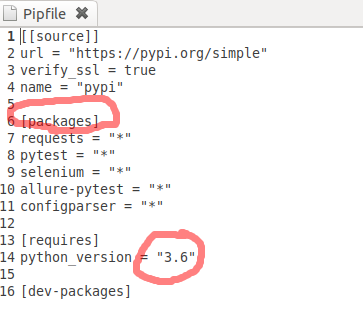 Pipfile
1 [[source]]
2 url = "https://pypi.org/simple"
3 verify_ssl = true
4 name = "pypi"
5
6 [packages]
7 requests = "*"
8 pytest = "*"
9 selenium = "*"
10 allure-pytest = "*"
11 configparser = "*"
12
13 [requires]
14 python_version = "3.6"
15
16 [dev-packages]